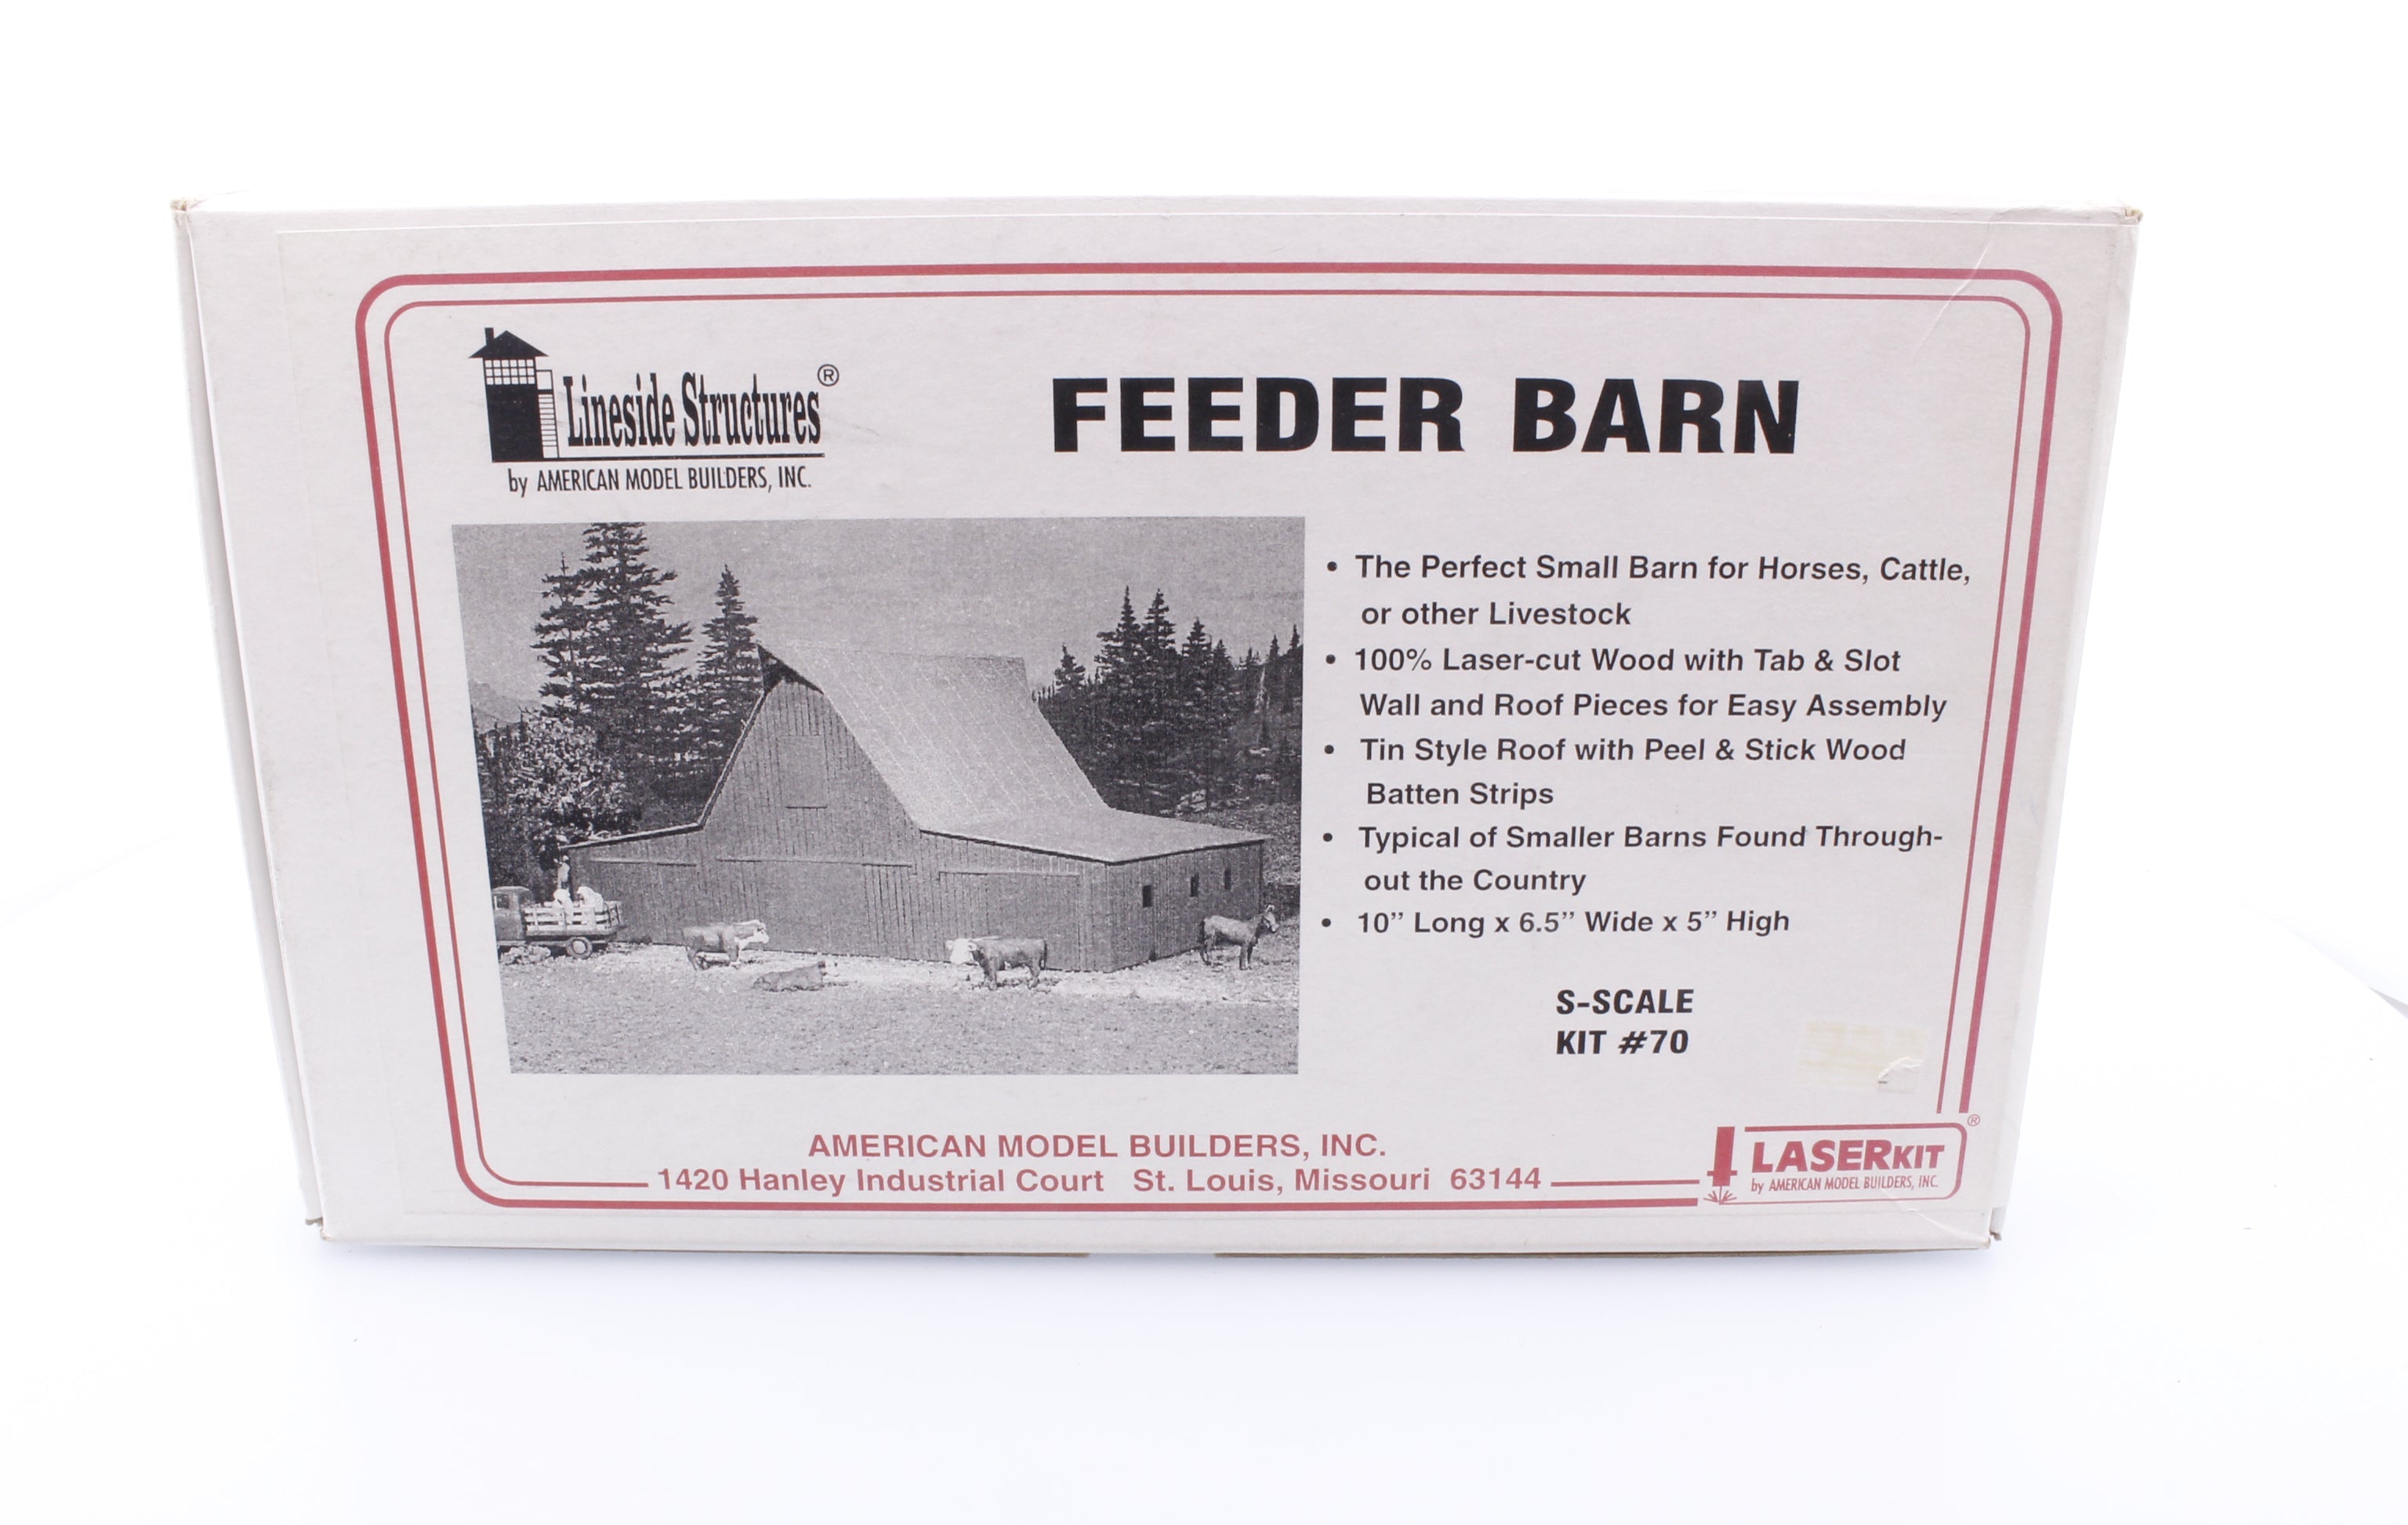 Lineside Structures®
by AMERICAN MODEL BUILDERS, INC.
FEEDER BARN
• The Perfect Small Barn for Horses, Cattle,
or other Livestock
• 100% Laser-cut Wood with Tab & Slot
Wall and Roof Pieces for Easy Assembly
• Tin Style Roof with Peel & Stick Wood
Batten Strips
• Typical of Smaller Barns Found Through-
out the Country
• 10” Long x 6.5” Wide x 5” High
S-SCALE
KIT #70
AMERICAN MODEL BUILDERS, INC.
1420 Hanley Industrial Court St. Louis, Missouri 63144
LASERKIT®
by AMERICAN MODEL BUILDERS, INC.